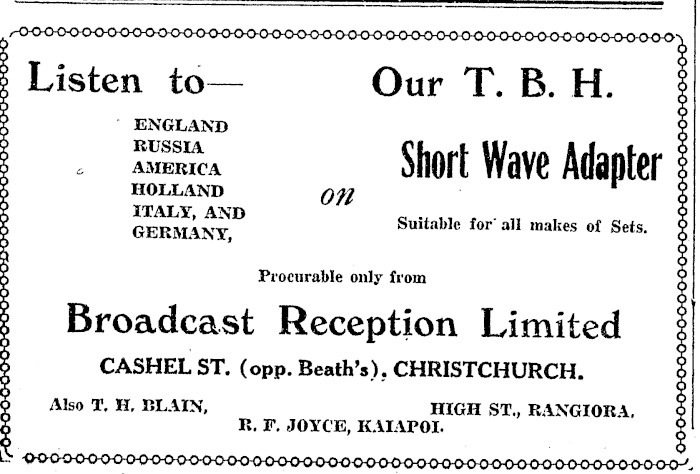 Listen to—
ENGLAND
RUSSIA
AMERICA
HOLLAND
ITALY, AND
GERMANY,
on
Our T. B. H.
Short Wave Adapter
Suitable for all makes of Sets.
Procurable only from
Broadcast Reception Limited
CASHEL ST. (opp. Beath's), CHRISTCHURCH.
Also T. H. BLAIN, HIGH ST., RANGIORA.
R. F. JOYCE, KAIAPOI.